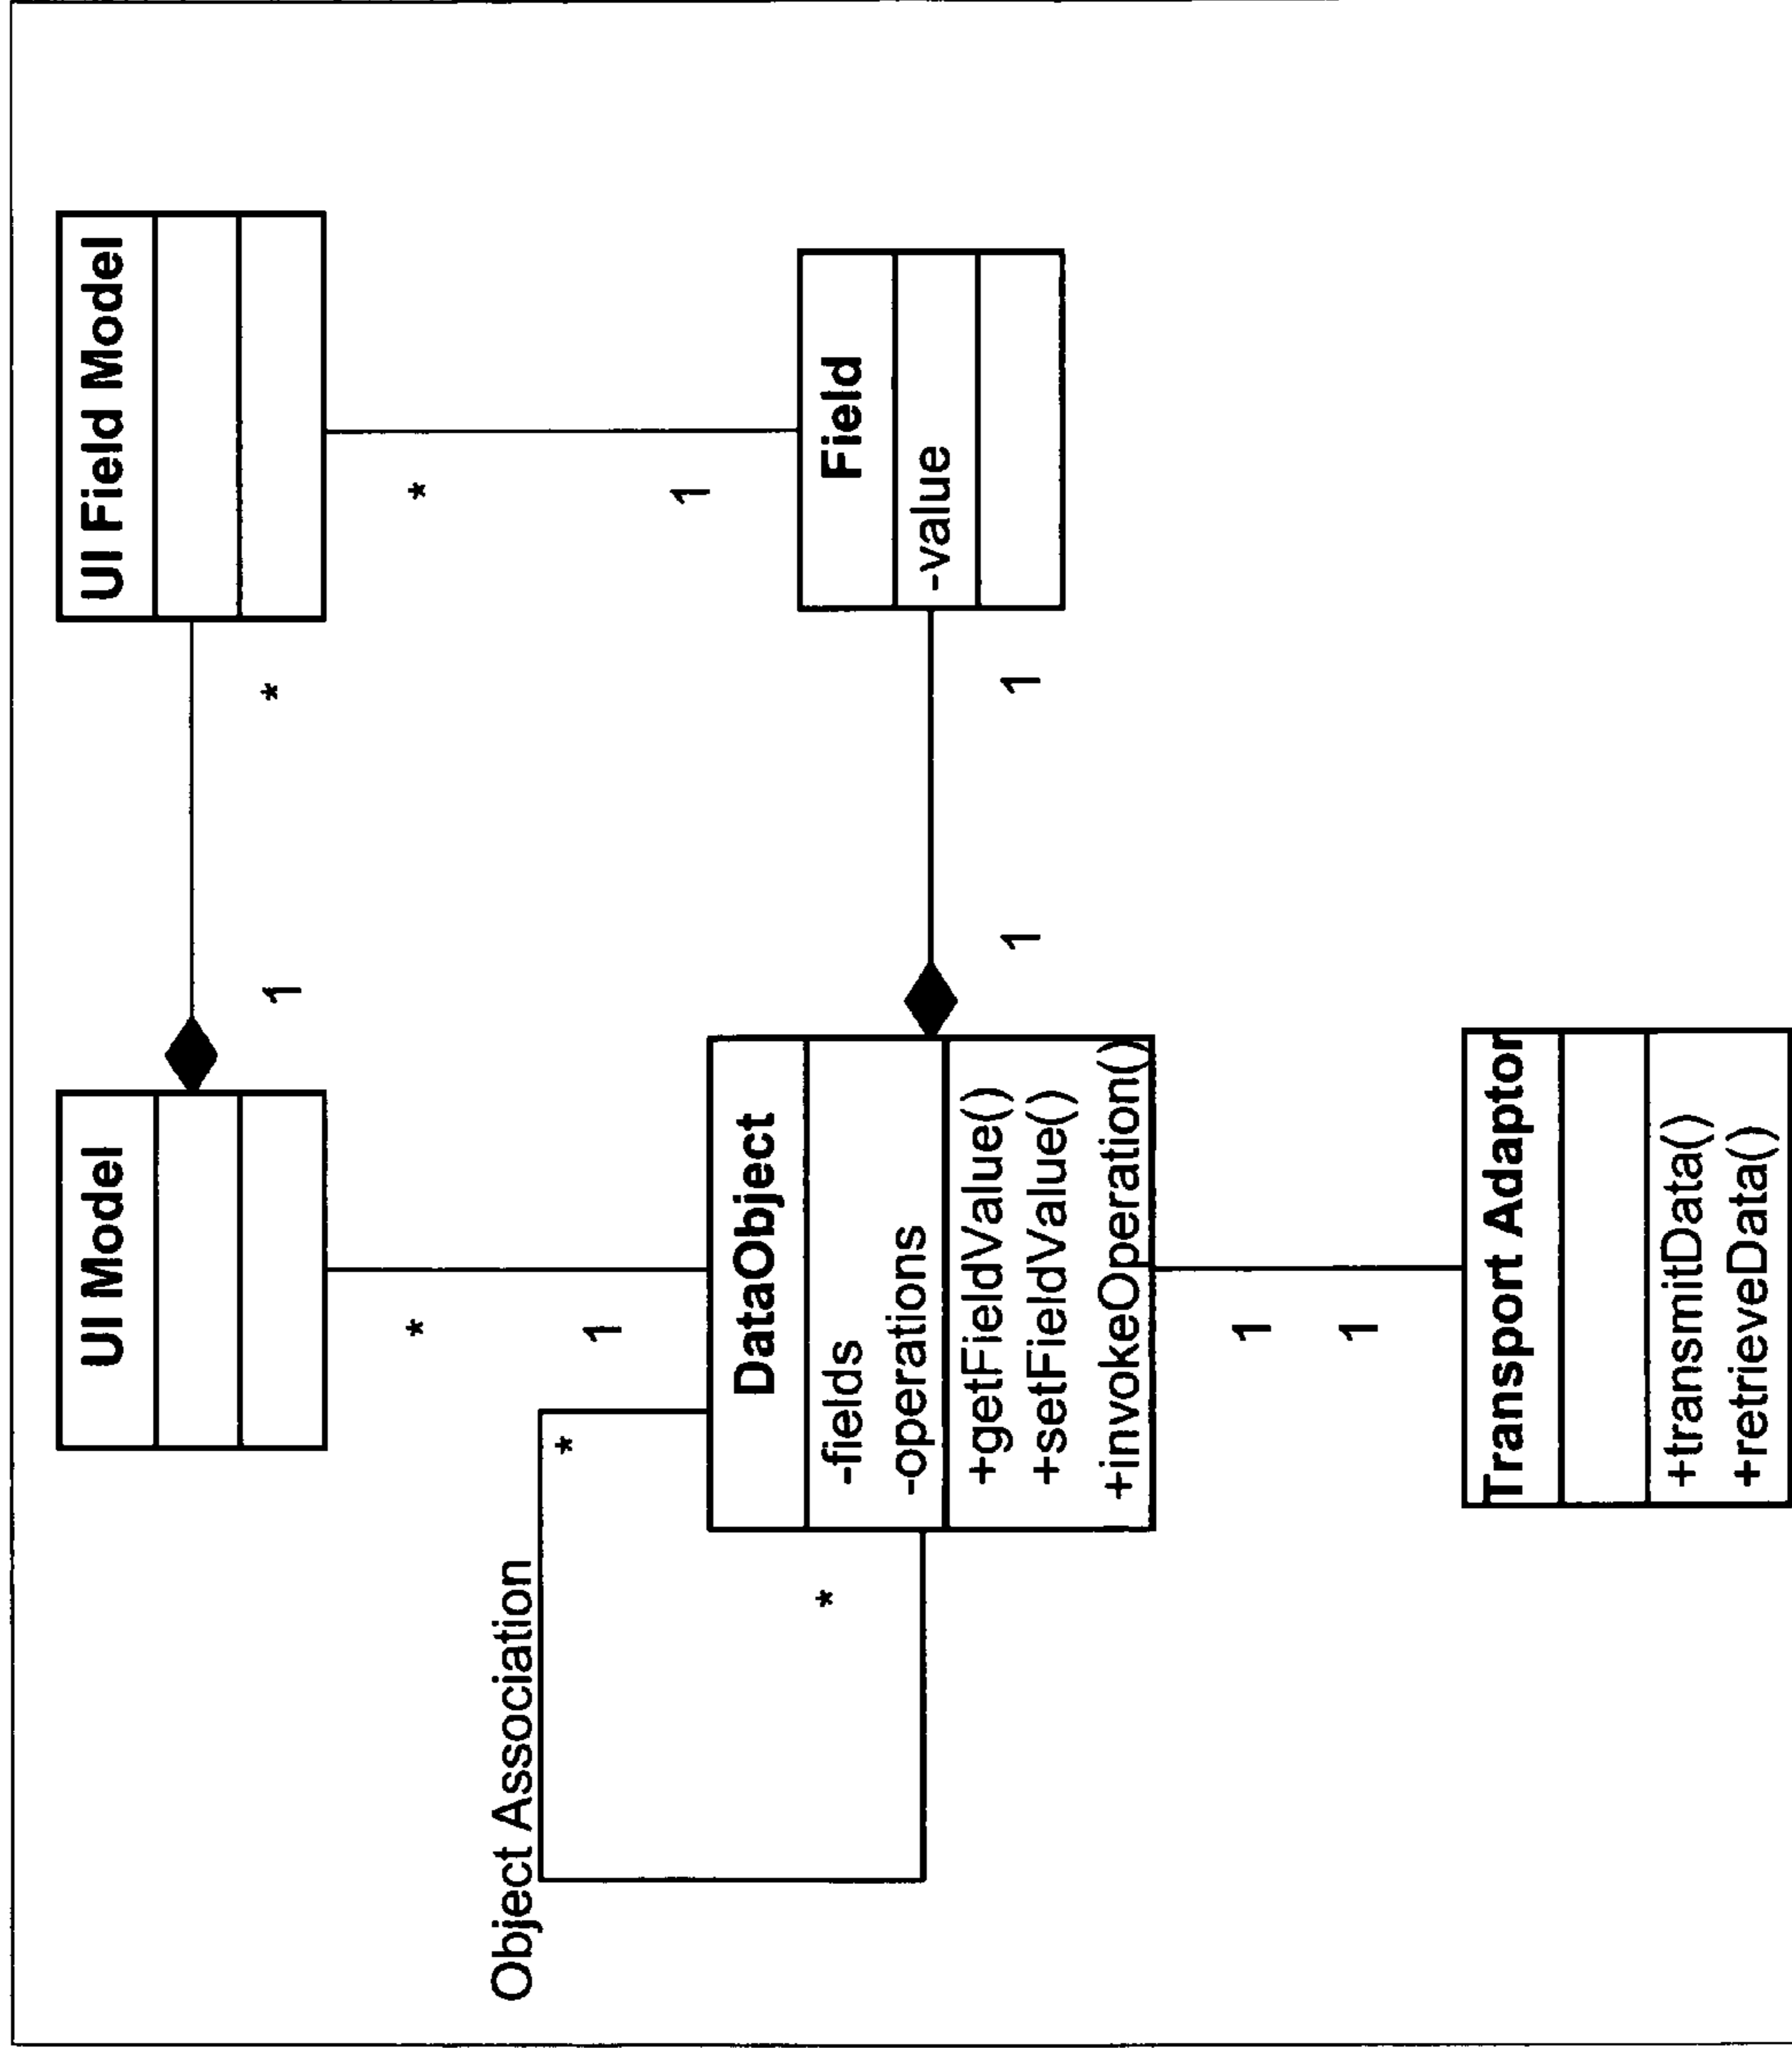 UI Model
UI Field Model
1
*
*
*
Object Association
*
1
1
DataObject
*
-fields
-operations
+getFieldValue()
+setFieldValue()
+invokeOperation()
Field
-value
1
1
1
1
Transport Adaptor
+transmitData()
+retrieveData()